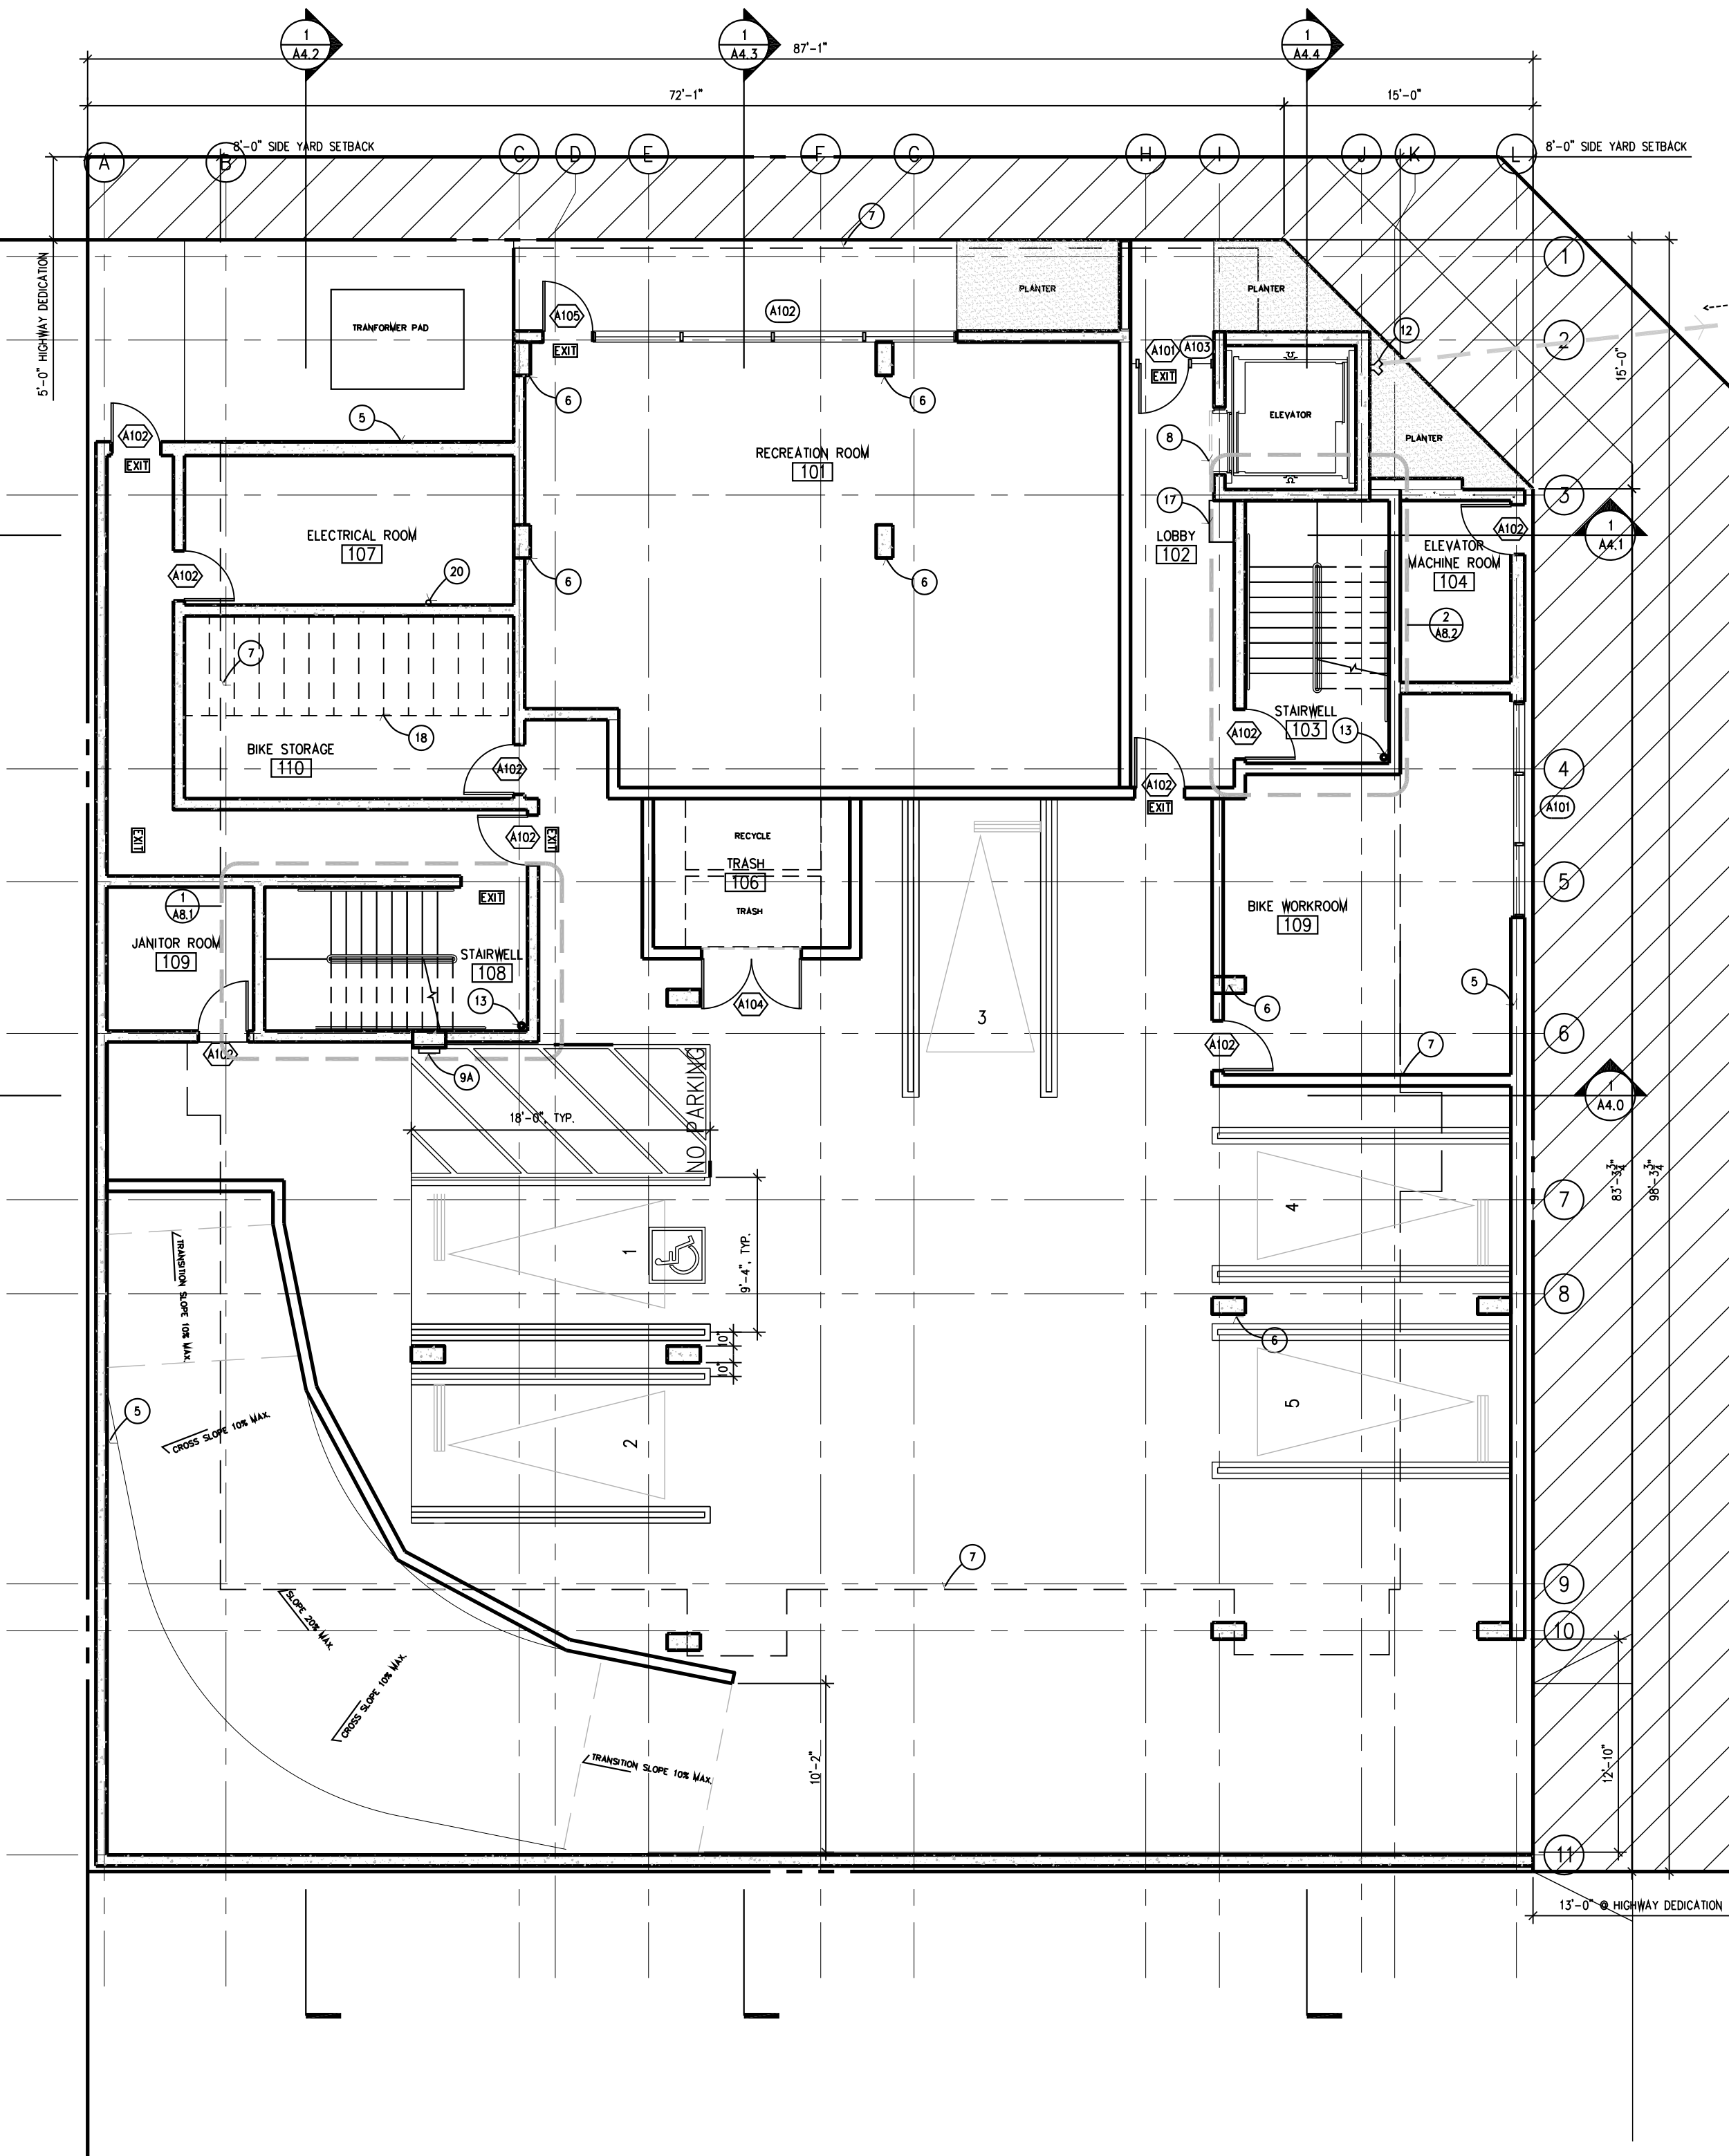 1
A4.2
1
A4.3
1
A4.4
87'-1"
72'-1"
15'-0"
8'-0" SIDE YARD SETBACK
8'-0" SIDE YARD SETBACK
A
B
C
D
E
F
G
H
I
J
K
L
5'-0" HIGHWAY DEDICATION
7
1
PLANTER
PLANTER
TRANFORMER PAD
A105
A102
EXIT
A101
A103
EXIT
12
2
15'-0"
6
6
ELEVATOR
5
A102
EXIT
RECREATION ROOM
101
8
PLANTER
17
3
ELECTRICAL ROOM
107
LOBBY
102
A102
ELEVATOR
MACHINE ROOM
104
1
A4.1
A102
20
6
6
2
A8.2
7
18
BIKE STORAGE
110
A102
STAIRWELL
103
13
A102
4
A102
EXIT
A101
EXIT
A102
EXIT
RECYCLE
TRASH
106
TRASH
5
1
A8.1
EXIT
JANITOR ROOM
109
STAIRWELL
108
13
BIKE WORKROOM
109
5
A104
6
3
6
A102
A102
7
9A
1
A4.0
18'-0", TYP.
NO PARKING
83'-3 3/4"
98'-3 3/4"
4
7
TRANSITION SLOPE 10% MAX.
1
9'-4", TYP.
8
6
10"
10"
5
CROSS SLOPE 10% MAX.
2
5
7
9
SLOPE 20% MAX.
10
CROSS SLOPE 10% MAX.
TRANSITION SLOPE 10% MAX.
10'-2"
12'-10"
11
13'-0" @ HIGHWAY DEDICATION